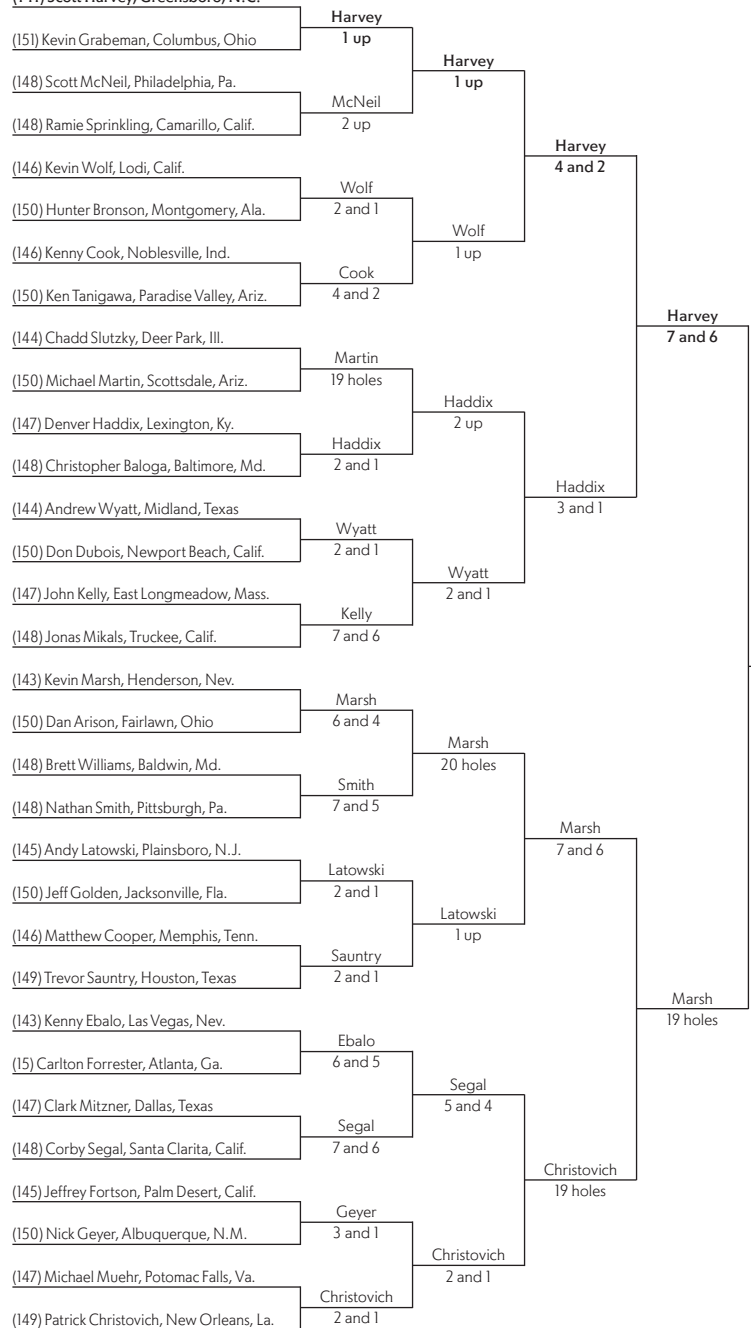 Scott Harvey, Greensboro, N.C.
(151) Kevin Grabeman, Columbus, Ohio
(148) Scott McNeil, Philadelphia, Pa.
(148) Ramie Sprinkling, Camarillo, Calif.
(146) Kevin Wolf, Lodi, Calif.
(150) Hunter Bronson, Montgomery, Ala.
(146) Kenny Cook, Noblesville, Ind.
(150) Ken Tanigawa, Paradise Valley, Ariz.
(144) Chadd Slutzky, Deer Park, Ill.
(150) Michael Martin, Scottsdale, Ariz.
(147) Denver Haddix, Lexington, Ky.
(148) Christopher Baloga, Baltimore, Md.
(144) Andrew Wyatt, Midland, Texas
(150) Don Dubois, Newport Beach, Calif.
(147) John Kelly, East Longmeadow, Mass.
(148) Jonas Mikals, Truckee, Calif.
(143) Kevin Marsh, Henderson, Nev.
(150) Dan Arison, Fairlawn, Ohio
(148) Brett Williams, Baldwin, Md.
(148) Nathan Smith, Pittsburgh, Pa.
(145) Andy Latowski, Plainsboro, N.J.
(150) Jeff Golden, Jacksonville, Fla.
(146) Matthew Cooper, Memphis, Tenn.
(149) Trevor Sauntry, Houston, Texas
(143) Kenny Ebalo, Las Vegas, Nev.
(15) Carlton Forrester, Atlanta, Ga.
(147) Clark Mitzner, Dallas, Texas
(148) Corby Segal, Santa Clarita, Calif.
(145) Jeffrey Fortson, Palm Desert, Calif.
(150) Nick Geyer, Albuquerque, N.M.
(147) Michael Muehr, Potomac Falls, Va.
(149) Patrick Christovich, New Orleans, La.
Harvey
1 up
McNeil
2 up
Wolf
2 and 1
Cook
4 and 2
Martin
19 holes
Haddix
2 and 1
Wyatt
2 and 1
Kelly
7 and 6
Marsh
6 and 4
Smith
7 and 5
Latowski
2 and 1
Sauntry
2 and 1
Ebalo
6 and 5
Segal
7 and 6
Geyer
3 and 1
Christovich
2 and 1
Harvey
1 up
Wolf
1 up
Haddix
2 up
Wyatt
2 and 1
Marsh
20 holes
Latowski
1 up
Segal
5 and 4
Christovich
2 and 1
Harvey
4 and 2
Haddix
3 and 1
Marsh
7 and 6
Christovich
19 holes
Harvey
7 and 6
Marsh
19 holes